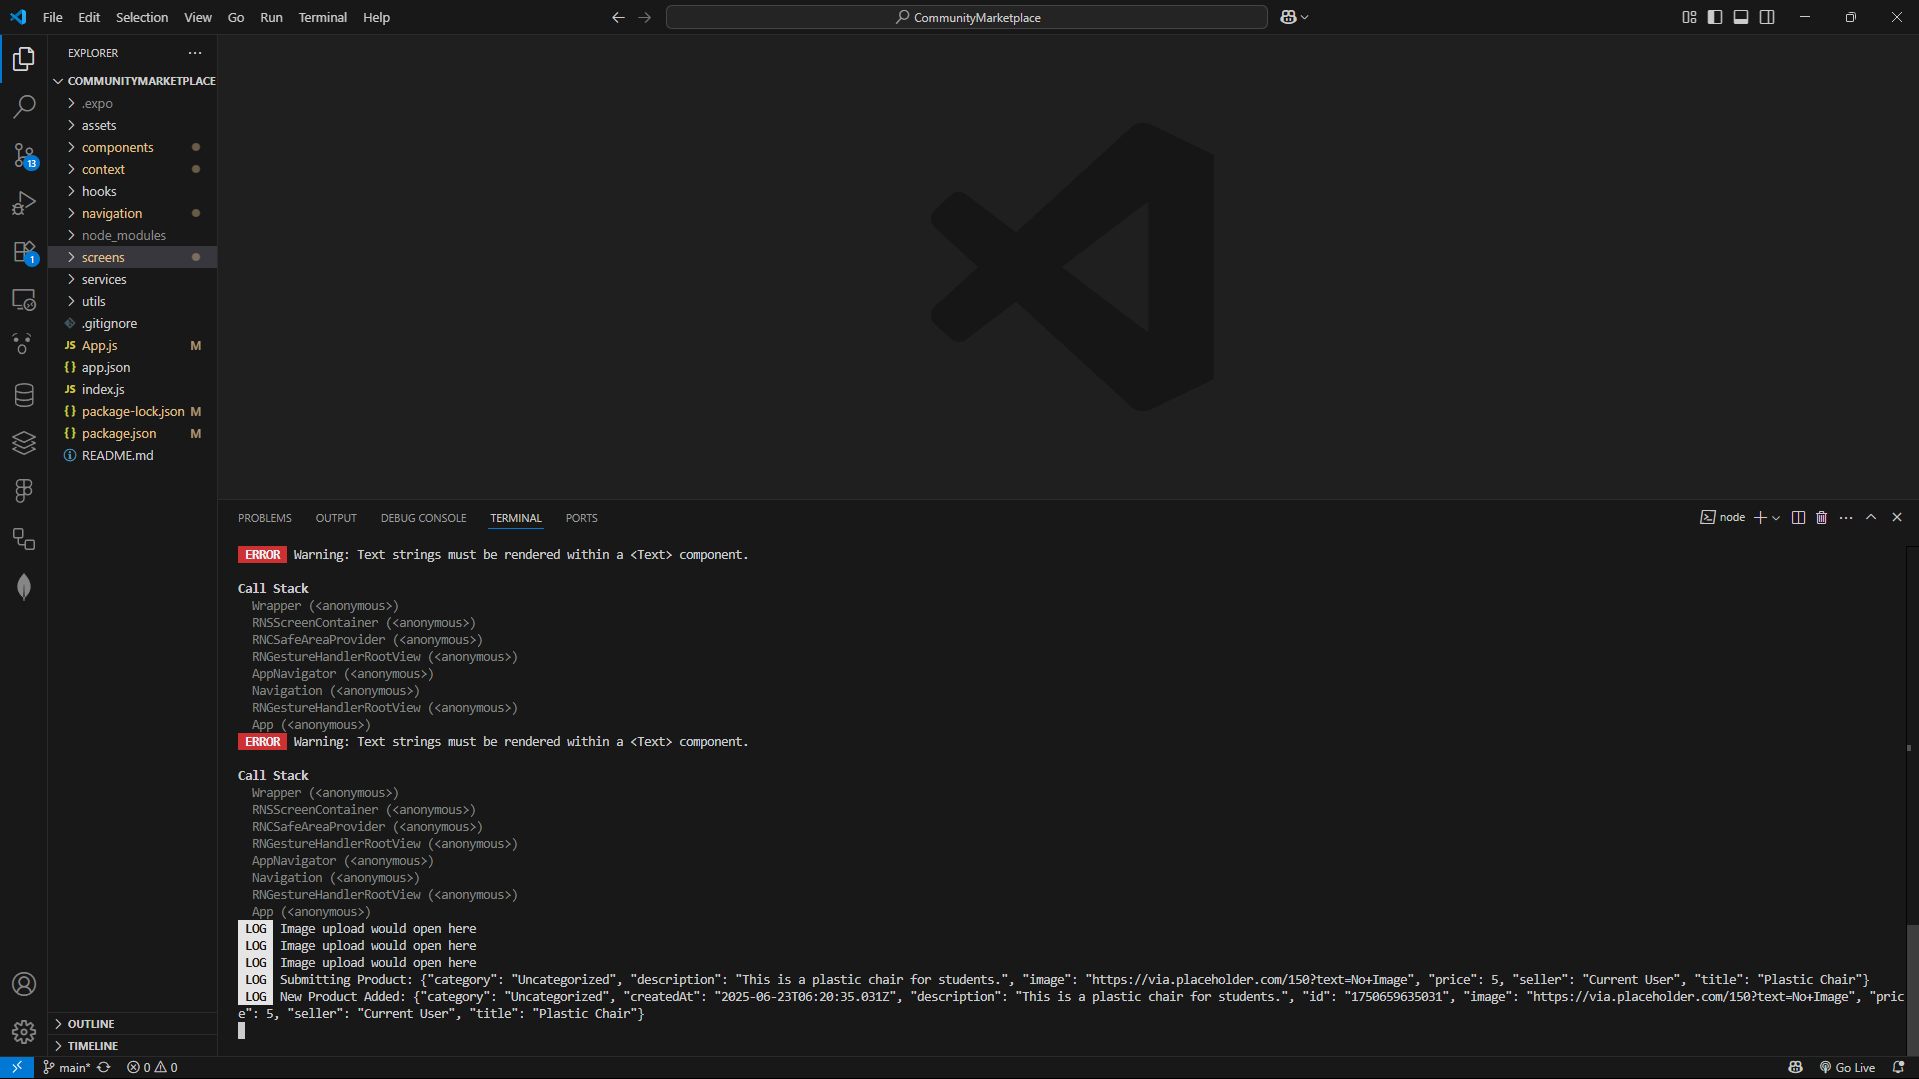 File Edit Selection View Go Run Terminal Help
CommunityMarketplace
EXPLORER
COMMUNITYMARKETPLACE
.expo
assets
components
context
hooks
navigation
node_modules
screens
services
utils
.gitignore
JS App.js M
{} app.json
JS index.js
{} package-lock.json M
{} package.json M
README.md
13
1
OUTLINE
TIMELINE
PROBLEMS OUTPUT DEBUG CONSOLE TERMINAL PORTS
node
ERROR Warning: Text strings must be rendered within a <Text> component.
Call Stack
Wrapper (<anonymous>)
RNSScreenContainer (<anonymous>)
RNCSafeAreaProvider (<anonymous>)
RNGestureHandlerRootView (<anonymous>)
AppNavigator (<anonymous>)
Navigation (<anonymous>)
RNGestureHandlerRootView (<anonymous>)
App (<anonymous>)
ERROR Warning: Text strings must be rendered within a <Text> component.
Call Stack
Wrapper (<anonymous>)
RNSScreenContainer (<anonymous>)
RNCSafeAreaProvider (<anonymous>)
RNGestureHandlerRootView (<anonymous>)
AppNavigator (<anonymous>)
Navigation (<anonymous>)
RNGestureHandlerRootView (<anonymous>)
App (<anonymous>)
LOG Image upload would open here
LOG Image upload would open here
LOG Image upload would open here
LOG Submitting Product: {"category": "Uncategorized", "description": "This is a plastic chair for students.", "image": "https://via.placeholder.com/150?text=No+Image", "price": 5, "seller": "Current User", "title": "Plastic Chair"}
LOG New Product Added: {"category": "Uncategorized", "createdAt": "2025-06-23T06:20:35.031Z", "description": "This is a plastic chair for students.", "id": "1750659635031", "image": "https://via.placeholder.com/150?text=No+Image", "pric
e": 5, "seller": "Current User", "title": "Plastic Chair"}
main* 0 0
Go Live